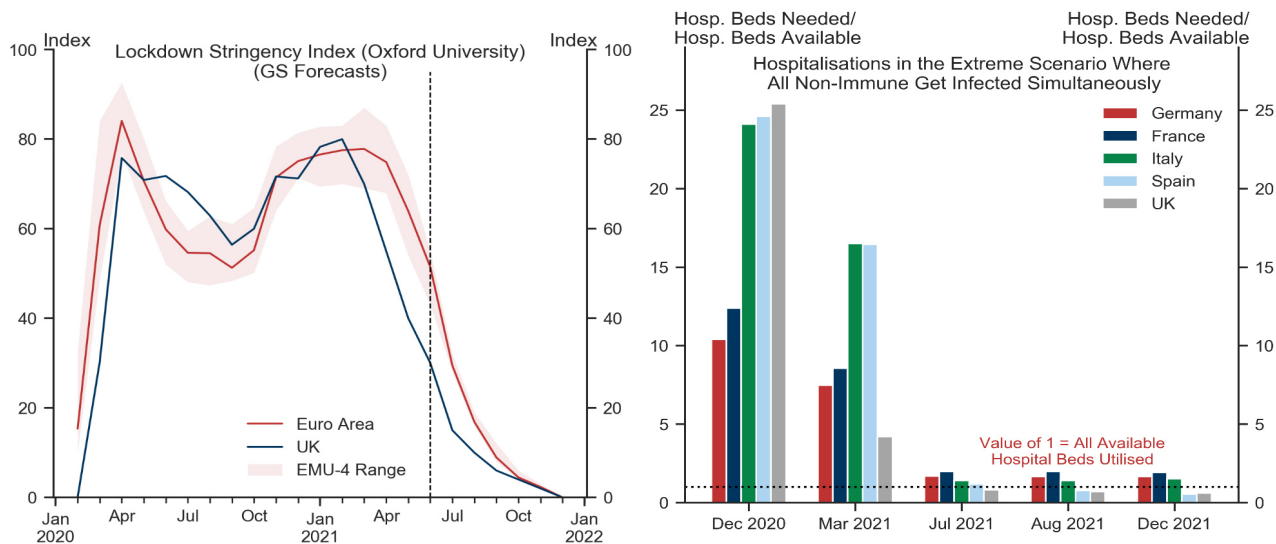 Index
Index
Lockdown Stringency Index (Oxford University)
(GS Forecasts)
100
80
60
40
20
0
100
80
60
40
20
0
Euro Area
UK
EMU-4 Range
Jan
2020
Apr
Jul
Oct
Jan
2021
Apr
Jul
Oct
Jan
2022
Hosp. Beds Needed/
Hosp. Beds Available
Hosp. Beds Needed/
Hosp. Beds Available
Hospitalisations in the Extreme Scenario Where
All Non-Immune Get Infected Simultaneously
25
20
15
10
5
0
25
20
15
10
5
0
Germany
France
Italy
Spain
UK
Value of 1 = All Available
Hospital Beds Utilised
Dec 2020
Mar 2021
Jul 2021
Aug 2021
Dec 2021